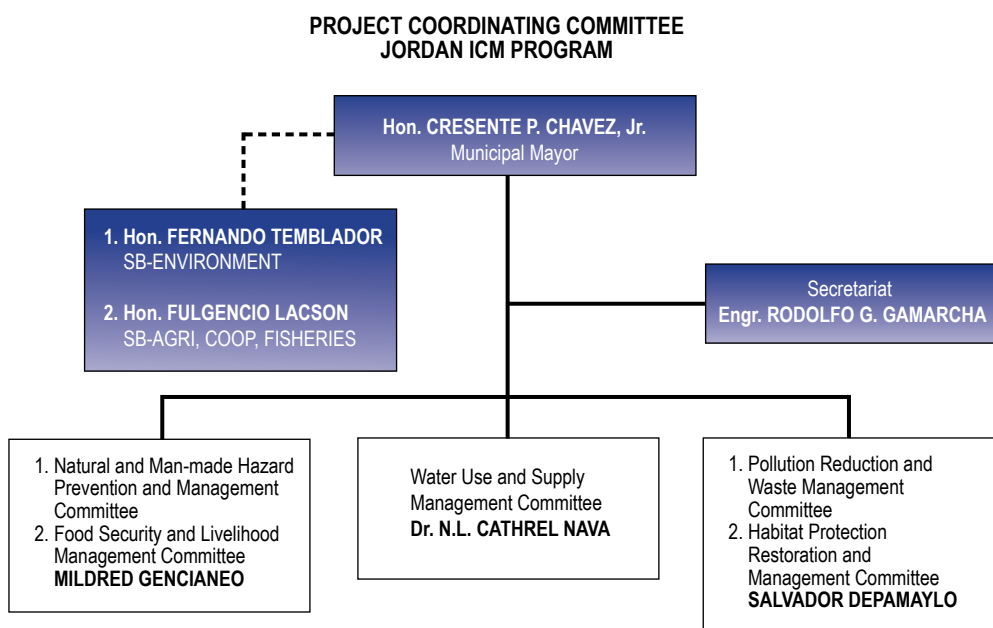 PROJECT COORDINATING COMMITTEE
JORDAN ICM PROGRAM
Hon. CRESENTE P. CHAVEZ, Jr.
Municipal Mayor
1. Hon. FERNANDO TEMBLADOR
SB-ENVIRONMENT
2. Hon. FULGENCIO LACSON
SB-AGRI, COOP, FISHERIES
Secretariat
Engr. RODOLFO G. GAMARCHA
1. Natural and Man-made Hazard
Prevention and Management
Committee
2. Food Security and Livelihood
Management Committee
MILDRED GENCIANEO
Water Use and Supply
Management Committee
Dr. N.L. CATHREL NAVA
1. Pollution Reduction and
Waste Management
Committee
2. Habitat Protection
Restoration and
Management Committee
SALVADOR DEPAMAYLO